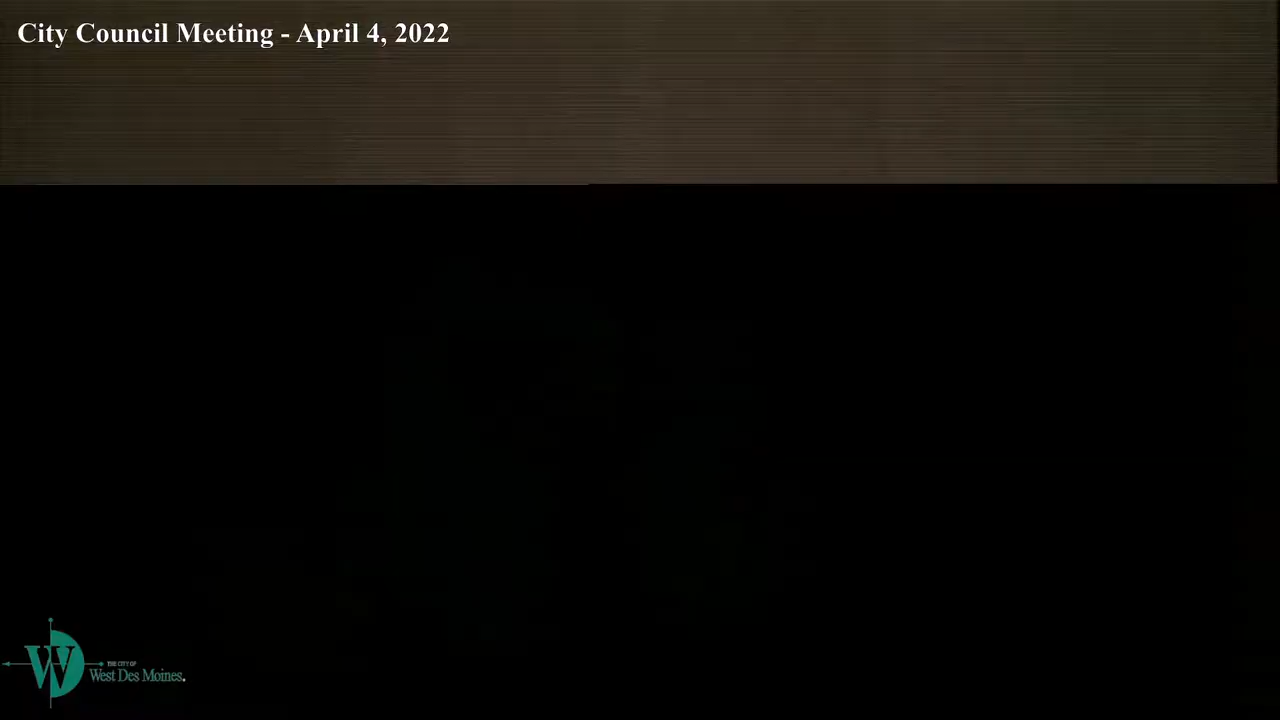 City Council Meeting - April 4, 2022
THE CITY OF
West Des Moines.